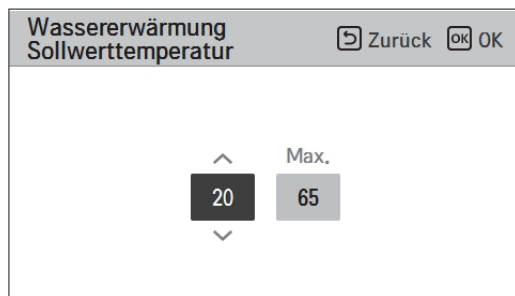 Wassererwärmung
Sollwerttemperatur
Zurück OK OK
Max.
20 65